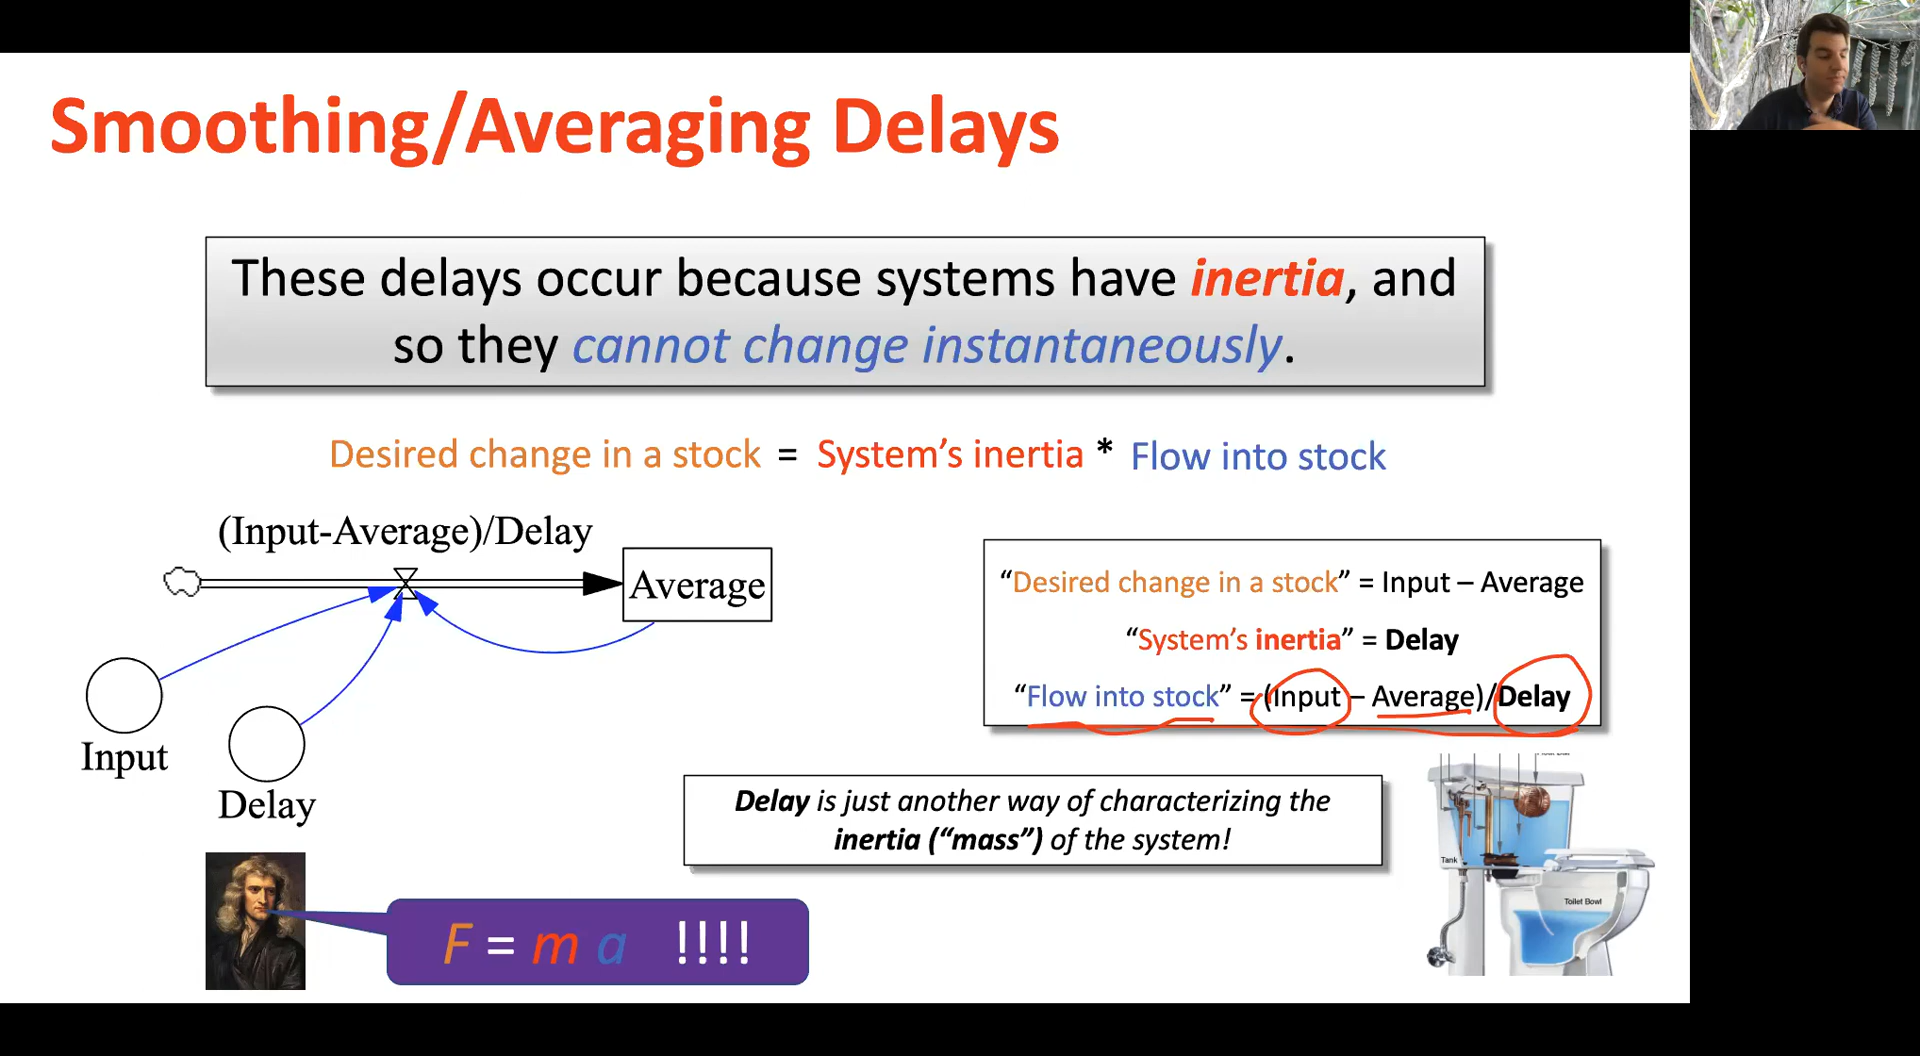 Smoothing/Averaging Delays
These delays occur because systems have inertia, and
so they cannot change instantaneously.
Desired change in a stock = System's inertia * Flow into stock
(Input-Average)/Delay
Average
Input
Delay
“Desired change in a stock” = Input – Average
“System's inertia” = Delay
“Flow into stock” = (Input – Average)/Delay
Delay is just another way of characterizing the
inertia (“mass”) of the system!
F = m a !!!!
Tank
Toilet Bowl